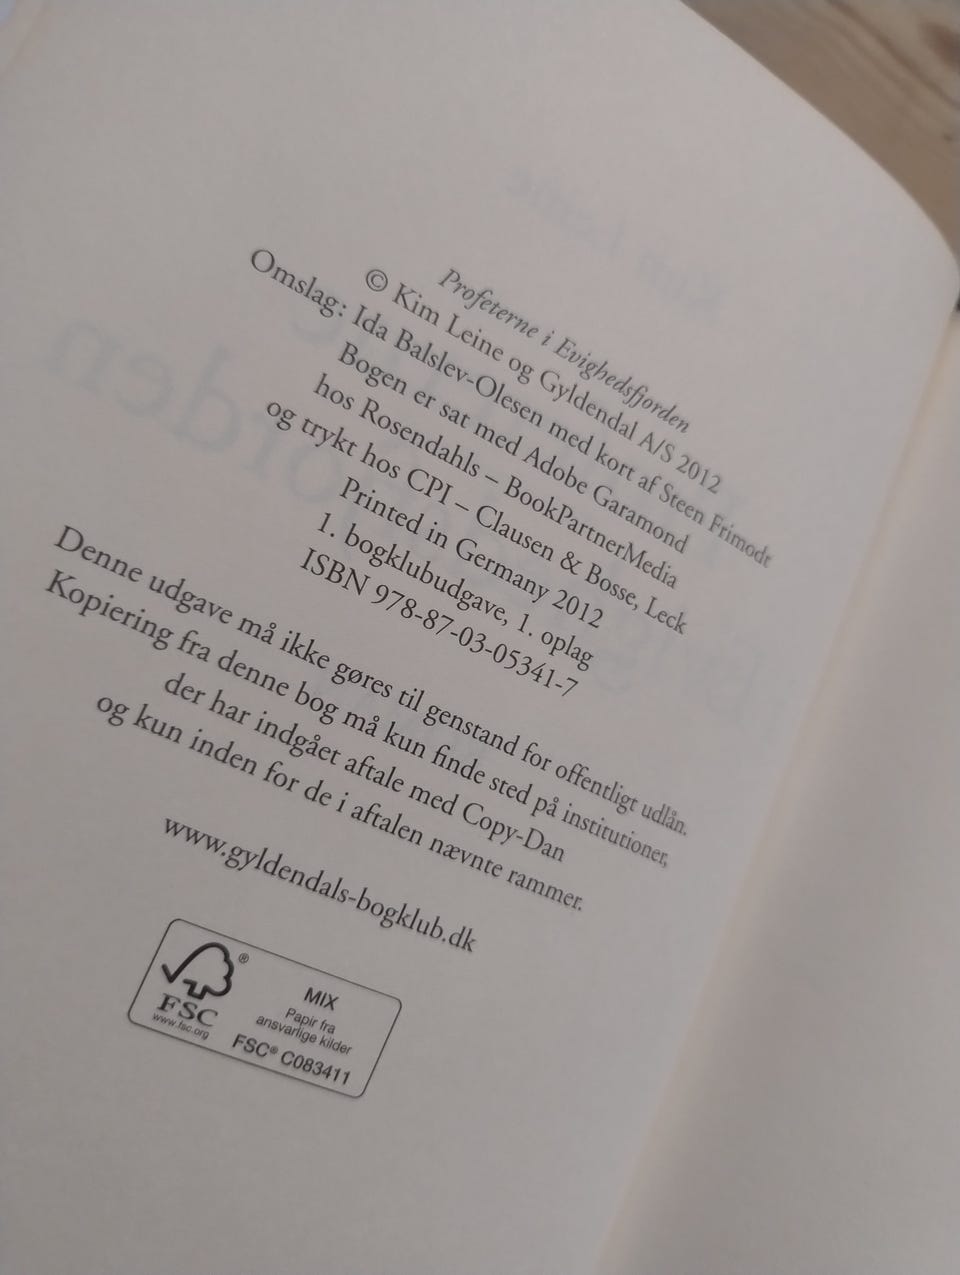 Profeterne i Evighedsfjorden
© Kim Leine og Gyldendal A/S 2012
Omslag: Ida Balslev-Olesen med kort af Steen Frimodt
Bogen er sat med Adobe Garamond
hos Rosendahls – BookPartnerMedia
og trykt hos CPI – Clausen & Bosse, Leck
Printed in Germany 2012
1. bogklubudgave, 1. oplag
ISBN 978-87-03-05341-7
Denne udgave må ikke gøres til genstand for offentligt udlån.
Kopiering fra denne bog må kun finde sted på institutioner,
der har indgået aftale med Copy-Dan
og kun inden for de i aftalen nævnte rammer.
www.gyldendals-bogklub.dk
FSC ®
www.fsc.org
MIX
Papir fra
ansvarlige kilder
FSC® C083411